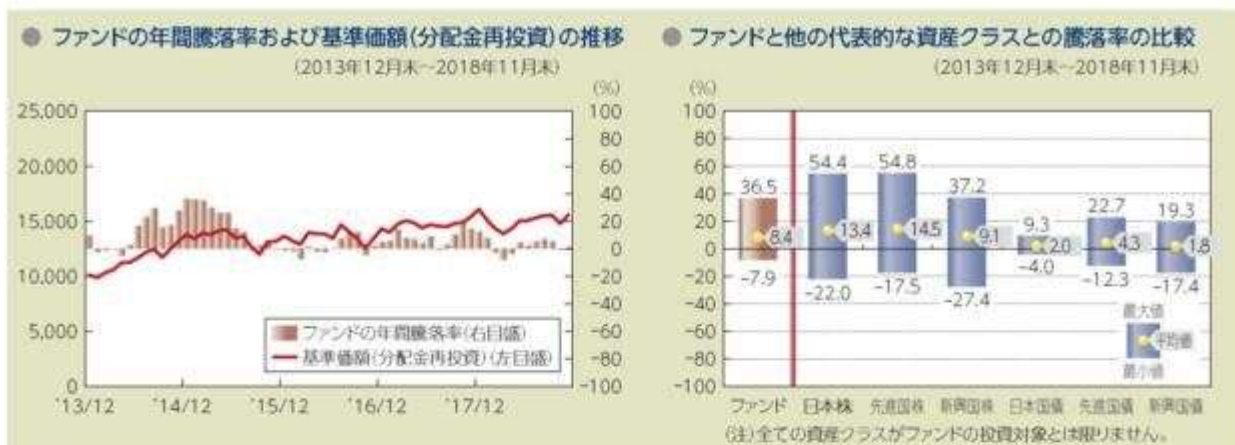 ● ファンドの年間騰落率および基準価額(分配金再投資)の推移
(2013年12月末~2018年11月末)
(%)
25,000
20,000
15,000
10,000
5,000
0
100
80
60
40
20
0
-20
-40
-60
-80
-100
ファンドの年間騰落率(右目盛)
基準価額(分配金再投資)(左目盛)
'13/12 '14/12 '15/12 '16/12 '17/12
● ファンドと他の代表的な資産クラスとの騰落率の比較
(2013年12月末~2018年11月末)
(%)
100
80
60
40
20
0
-20
-40
-60
-80
-100
36.5 54.4 54.8 37.2 9.3 22.7 19.3
8.4 13.4 14.5 9.1 2.0 4.3 1.8
-7.9 -22.0 -17.5 -27.4 -4.0 -12.3 -17.4
最大値
平均値
最小値
ファンド 日本株 先進国株 新興国株 日本国債 先進国債 新興国債
(注)全ての資産クラスがファンドの投資対象とは限りません。